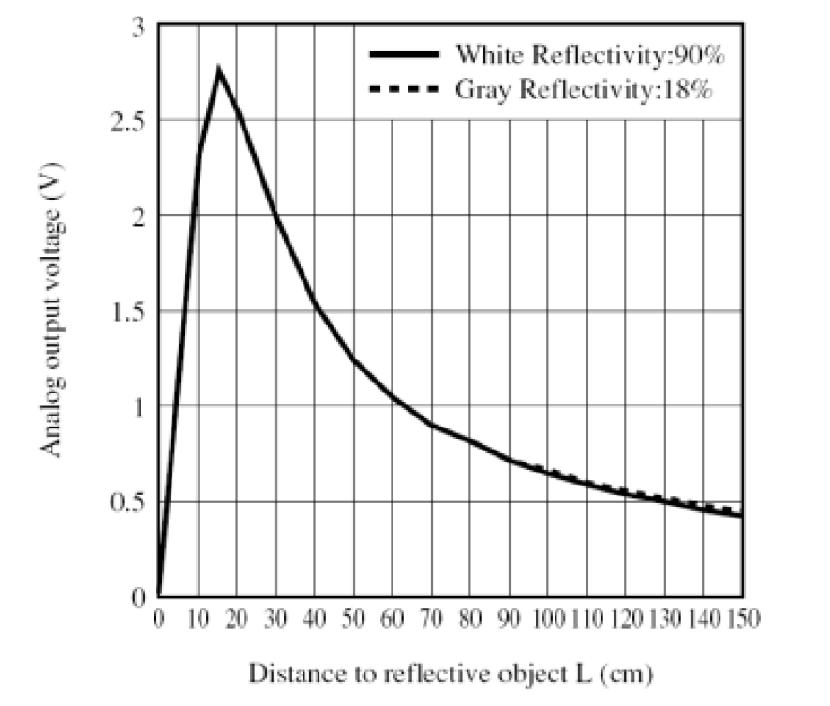 3
White Reflectivity:90%
Gray Reflectivity:18%
2.5
2
1.5
1
0.5
0
Analog output voltage (V)
0 10 20 30 40 50 60 70 80 90 100 110 120 130 140 150
Distance to reflective object L (cm)